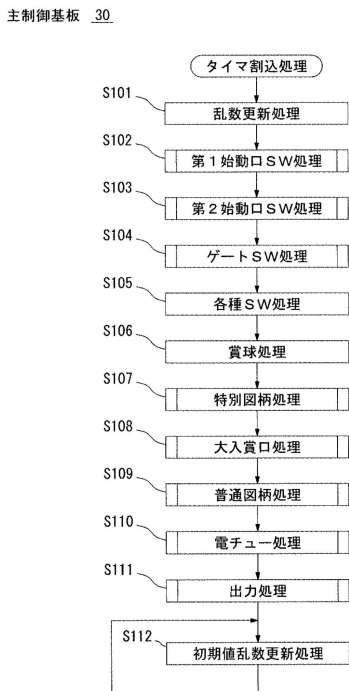 主制御基板 30
タイマ割込処理
S101
乱数更新処理
S102
第1始動口SW処理
S103
第2始動口SW処理
S104
ゲートSW処理
S105
各種SW処理
S106
賞球処理
S107
特別図柄処理
S108
大入賞口処理
S109
普通図柄処理
S110
電チュー処理
S111
出力処理
S112
初期値乱数更新処理